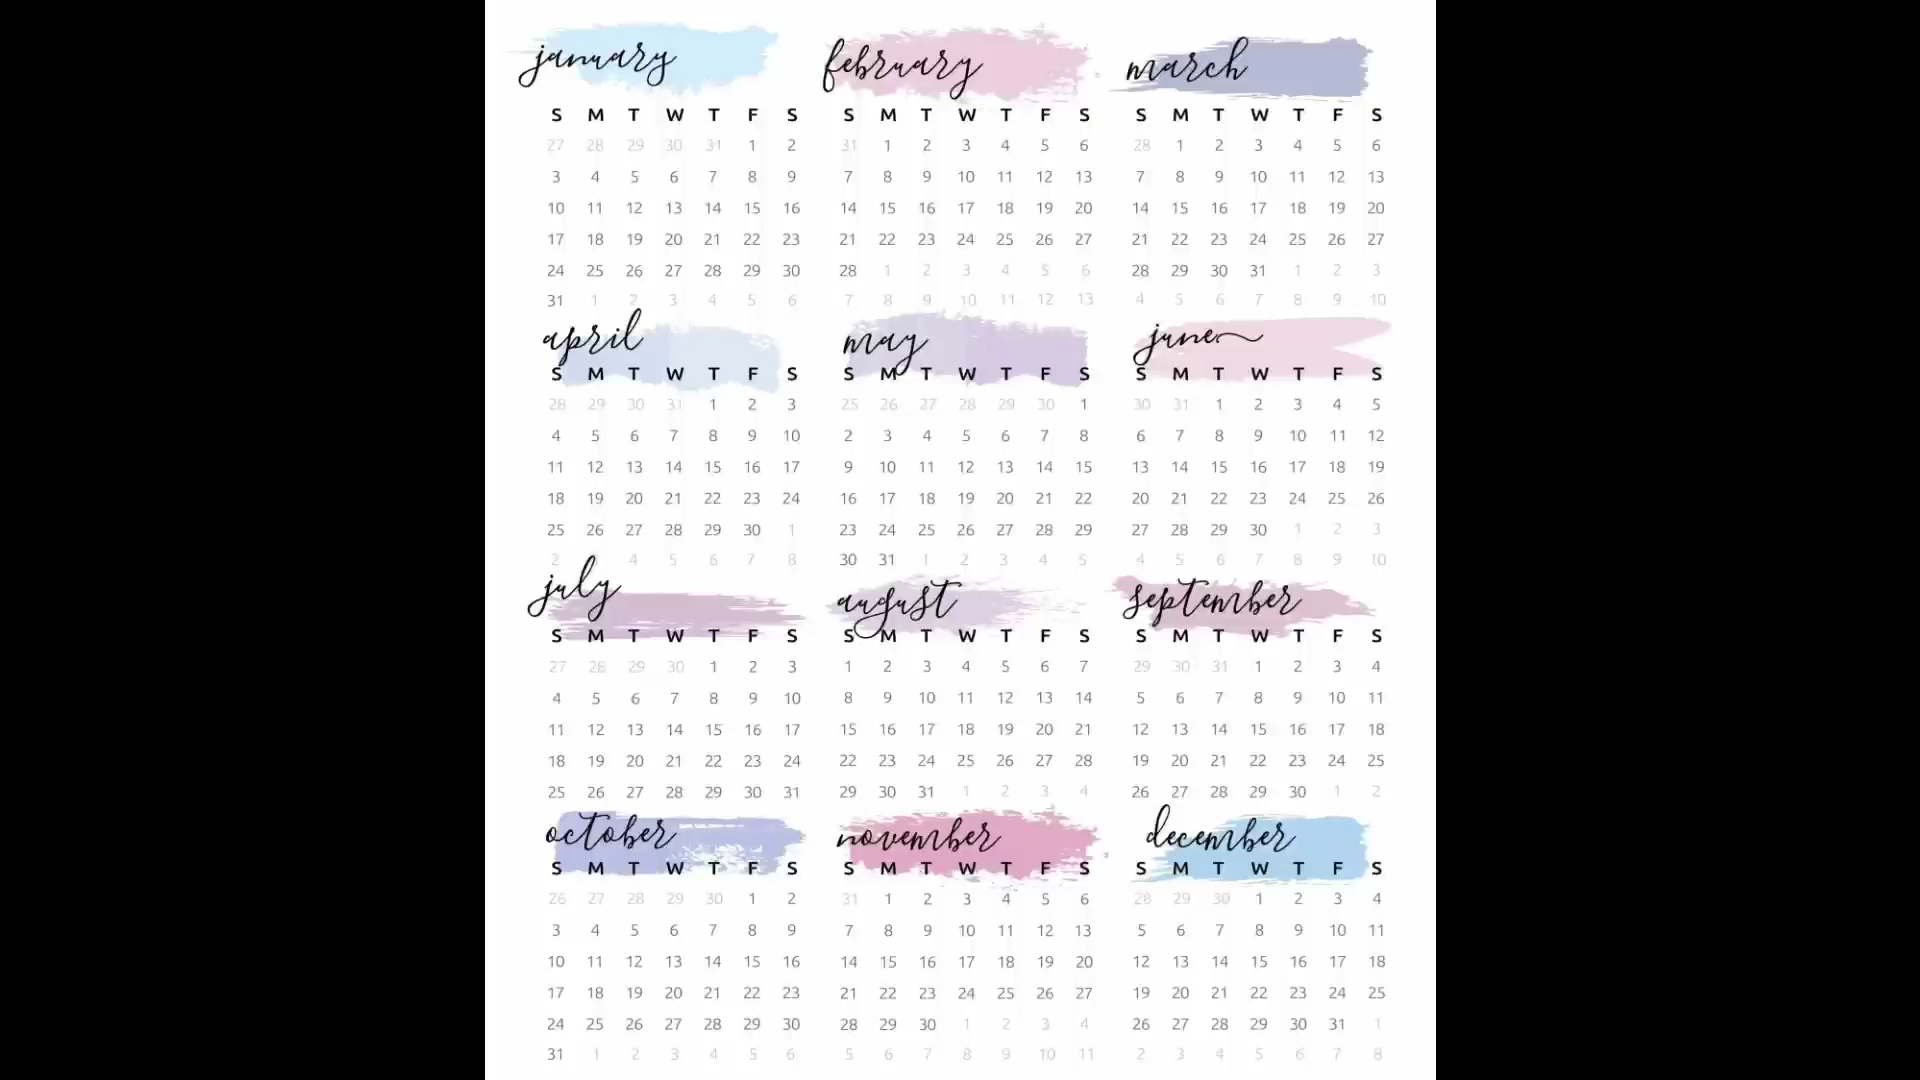 january
S M T W T F S
27 28 29 30 31 1 2
3 4 5 6 7 8 9
10 11 12 13 14 15 16
17 18 19 20 21 22 23
24 25 26 27 28 29 30
31 1 2 3 4 5 6
february
S M T W T F S
31 1 2 3 4 5 6
7 8 9 10 11 12 13
14 15 16 17 18 19 20
21 22 23 24 25 26 27
28 1 2 3 4 5 6
7 8 9 10 11 12 13
march
S M T W T F S
28 1 2 3 4 5 6
7 8 9 10 11 12 13
14 15 16 17 18 19 20
21 22 23 24 25 26 27
28 29 30 31 1 2 3
4 5 6 7 8 9 10
april
S M T W T F S
28 29 30 31 1 2 3
4 5 6 7 8 9 10
11 12 13 14 15 16 17
18 19 20 21 22 23 24
25 26 27 28 29 30 1
2 4 5 6 7 8
may
S M T W T F S
25 26 27 28 29 30 1
2 3 4 5 6 7 8
9 10 11 12 13 14 15
16 17 18 19 20 21 22
23 24 25 26 27 28 29
30 31 1 2 3 4 5
june
S M T W T F S
30 31 1 2 3 4 5
6 7 8 9 10 11 12
13 14 15 16 17 18 19
20 21 22 23 24 25 26
27 28 29 30 1 2 3
4 5 6 7 8 9 10
july
S M T W T F S
27 28 29 30 1 2 3
4 5 6 7 8 9 10
11 12 13 14 15 16 17
18 19 20 21 22 23 24
25 26 27 28 29 30 31
august
S M T W T F S
1 2 3 4 5 6 7
8 9 10 11 12 13 14
15 16 17 18 19 20 21
22 23 24 25 26 27 28
29 30 31 1 2 3 4
september
S M T W T F S
29 30 31 1 2 3 4
5 6 7 8 9 10 11
12 13 14 15 16 17 18
19 20 21 22 23 24 25
26 27 28 29 30 1 2
october
S M T W T F S
26 27 28 29 30 1 2
3 4 5 6 7 8 9
10 11 12 13 14 15 16
17 18 19 20 21 22 23
24 25 26 27 28 29 30
31 1 2 3 4 5 6
november
S M T W T F S
31 1 2 3 4 5 6
7 8 9 10 11 12 13
14 15 16 17 18 19 20
21 22 23 24 25 26 27
28 29 30 1 2 3 4
5 6 7 8 9 10 11
december
S M T W T F S
28 29 30 1 2 3 4
5 6 7 8 9 10 11
12 13 14 15 16 17 18
19 20 21 22 23 24 25
26 27 28 29 30 31 1
2 3 4 5 6 7 8